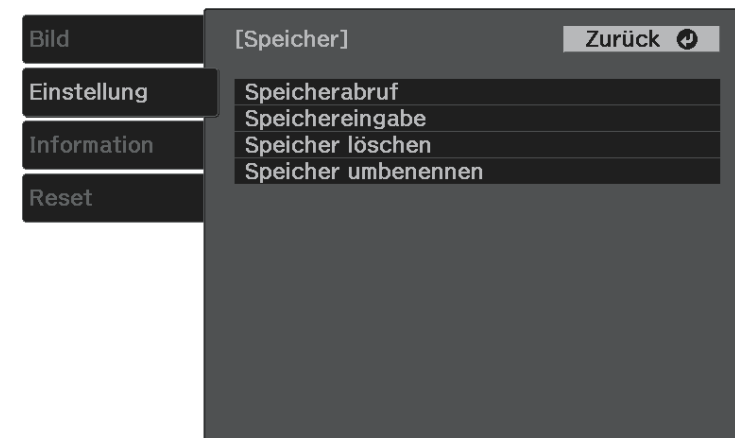 Bild
Einstellung
Information
Reset
[Speicher]
Zurück
Speicherabruf
Speichereingabe
Speicher löschen
Speicher umbenennen